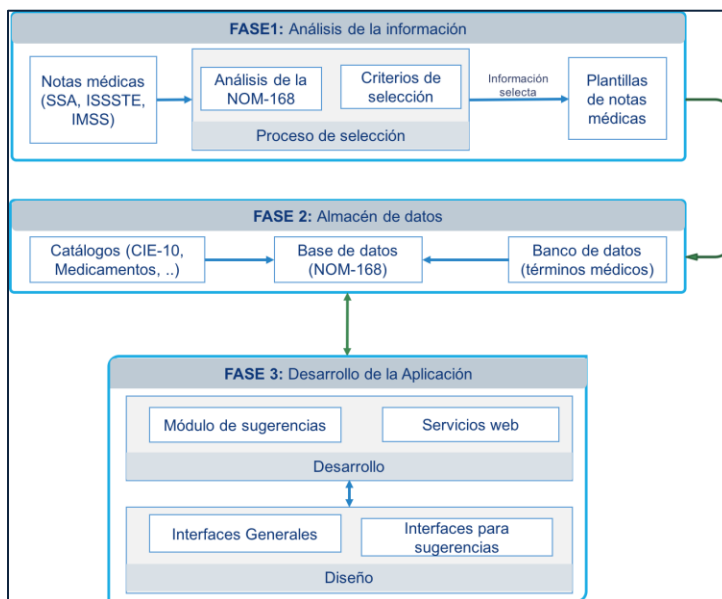 FASE1: Análisis de la información
Notas médicas
(SSA, ISSSTE,
IMSS)
Análisis de la
NOM-168
Criterios de
selección
Proceso de selección
Información
selecta
Plantillas
de notas
médicas
FASE 2: Almacén de datos
Catálogos (CIE-10,
Medicamentos, ..)
Base de datos
(NOM-168)
Banco de datos
(términos médicos)
FASE 3: Desarrollo de la Aplicación
Módulo de sugerencias
Servicios web
Desarrollo
Interfaces Generales
Interfaces para
sugerencias
Diseño